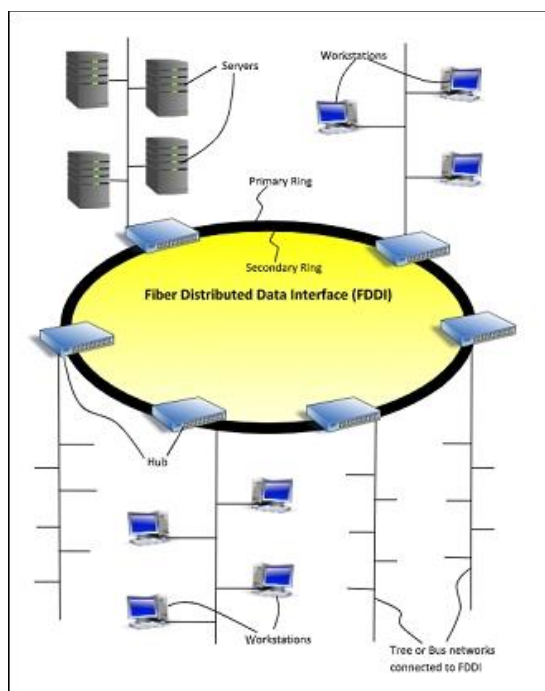 Servers
Workstations
Primary Ring
Secondary Ring
Fiber Distributed Data Interface (FDDI)
Hub
Workstations
Tree or Bus networks
connected to FDDI